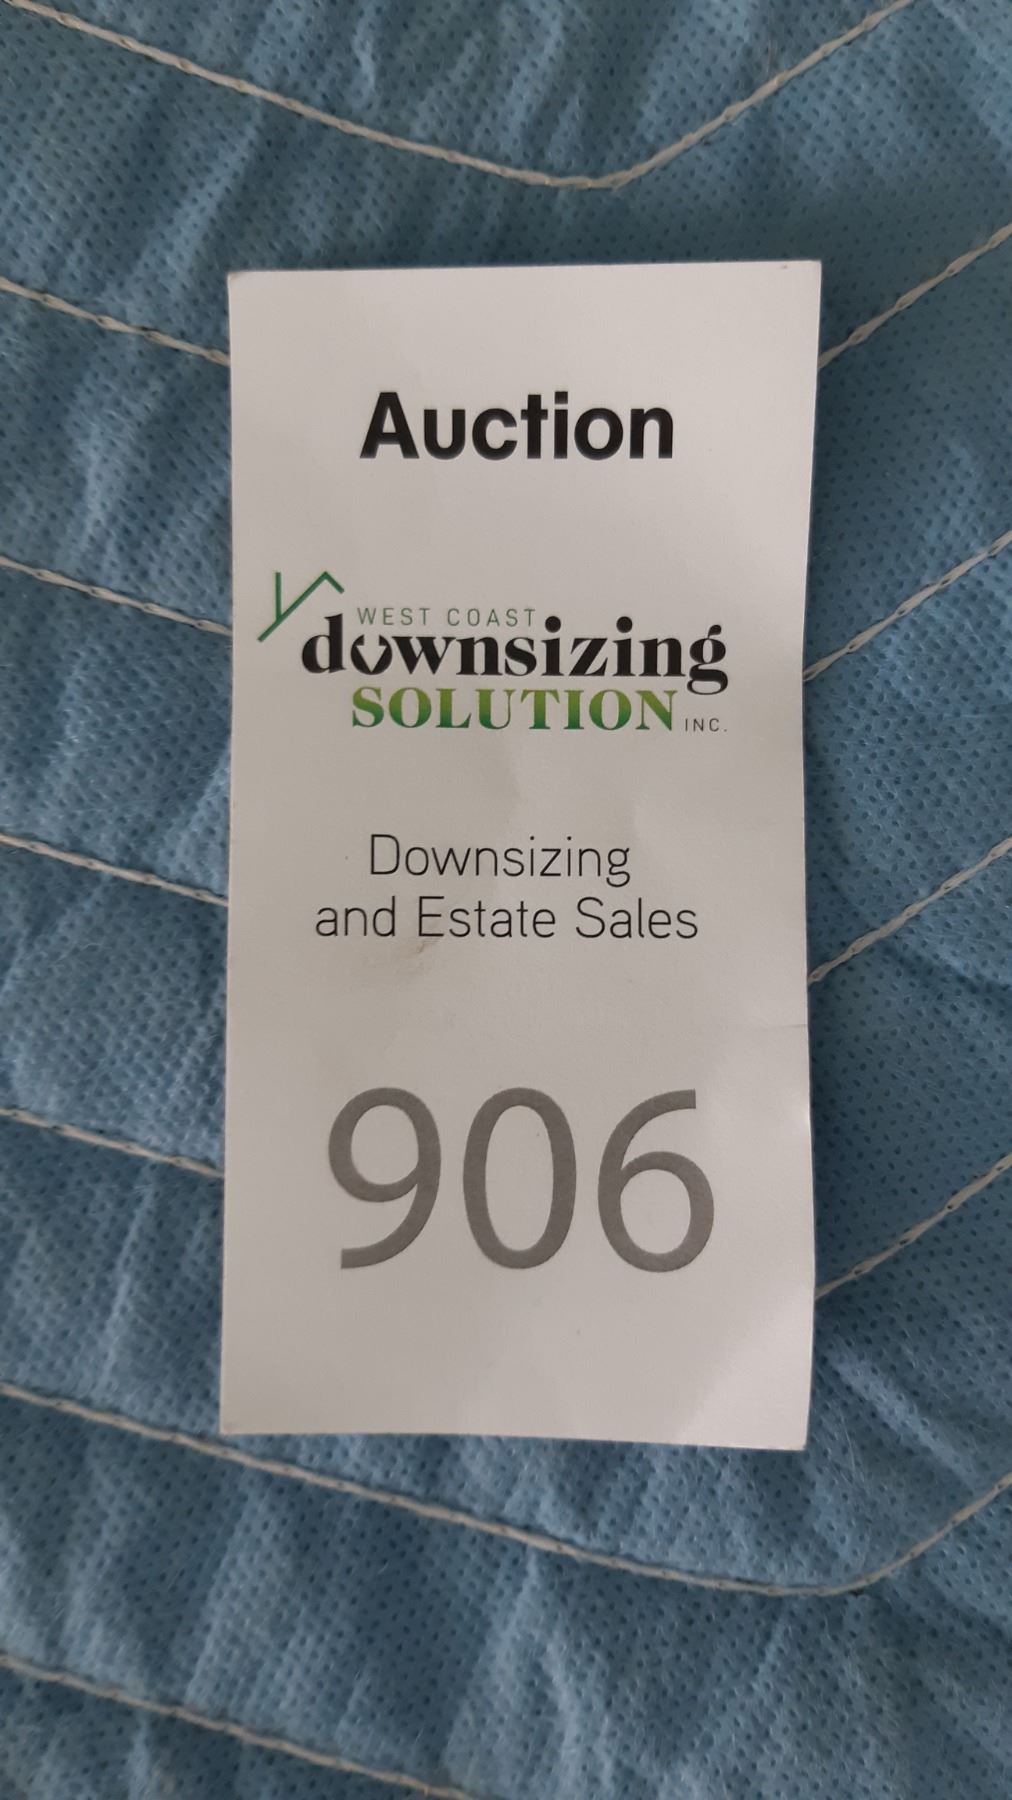 Auction
WEST COAST
downsizing
SOLUTION INC.
Downsizing
and Estate Sales
906